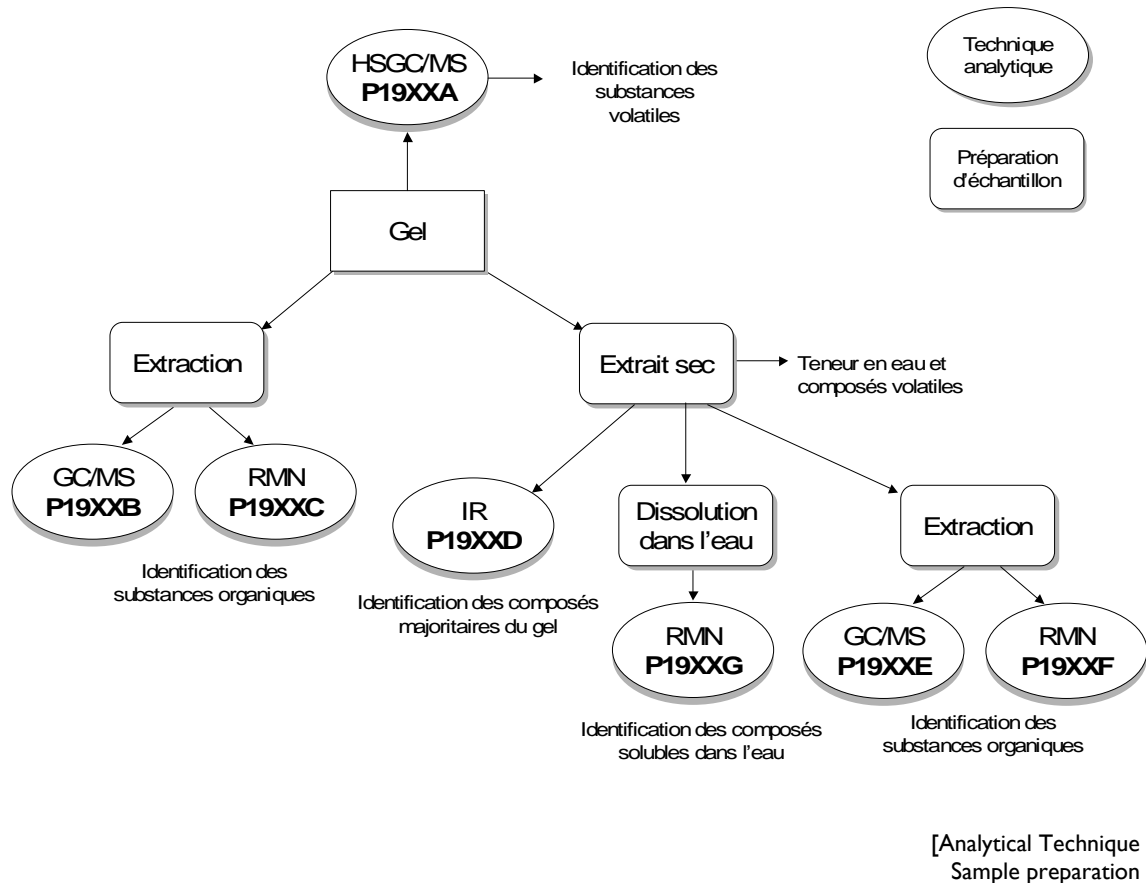 HSGC/MS
P19XXA
Identification des
substances
volatiles
Technique
analytique
Préparation
d'échantillon
Gel
Extraction
Extrait sec
Teneur en eau et
composés volatiles
GC/MS
P19XXB
RMN
P19XXC
Identification des
substances organiques
IR
P19XXD
Identification des composés
majoritaires du gel
Dissolution
dans l'eau
Extraction
RMN
P19XXG
Identification des composés
solubles dans l'eau
GC/MS
P19XXE
RMN
P19XXF
Identification des
substances organiques
[Analytical Technique
Sample preparation